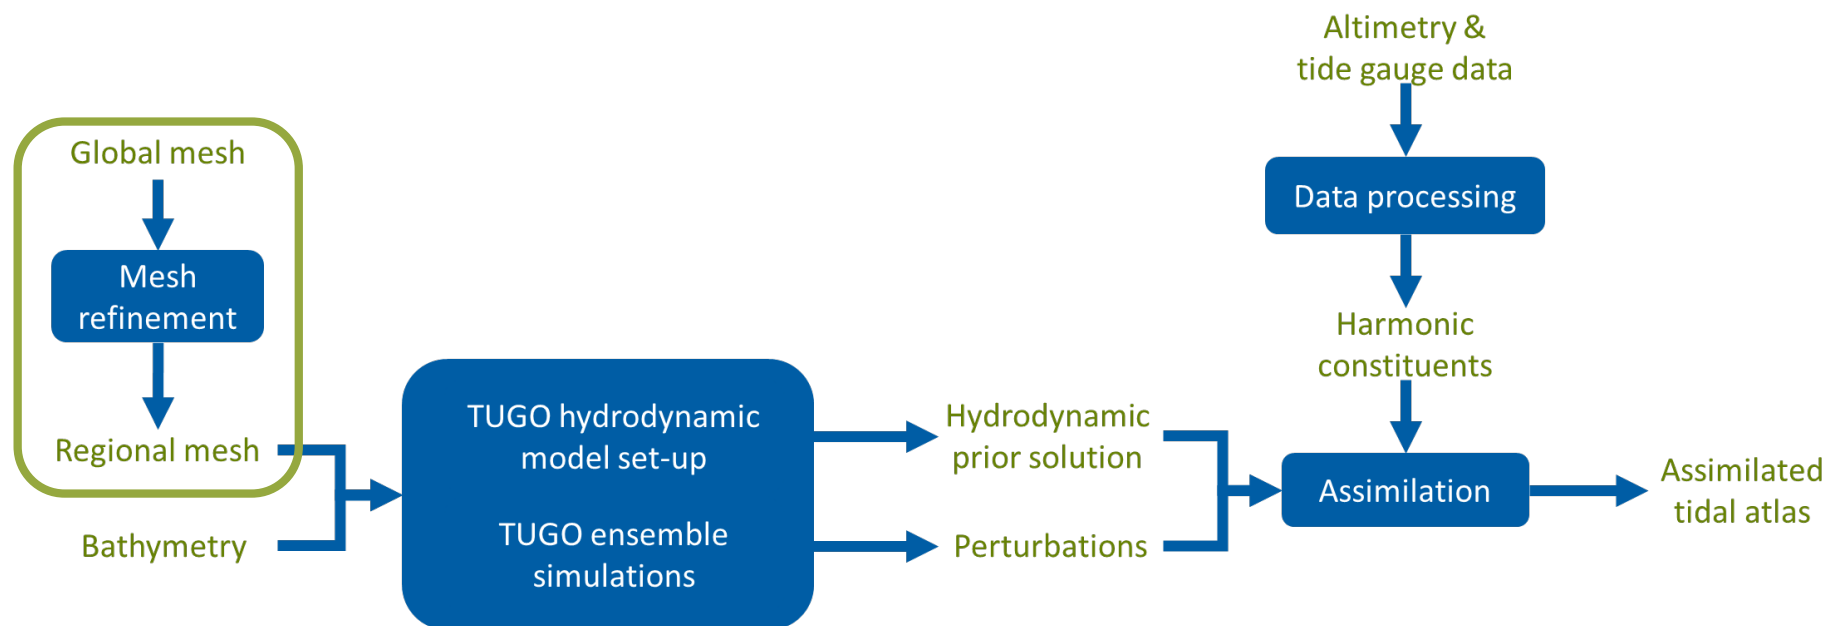 Altimetry &
tide gauge data
Global mesh
Data processing
Mesh
refinement
Harmonic
constituents
Regional mesh
TUGO hydrodynamic
model set-up
Hydrodynamic
prior solution
Assimilation
Assimilated
tidal atlas
Bathymetry
TUGO ensemble
simulations
Perturbations